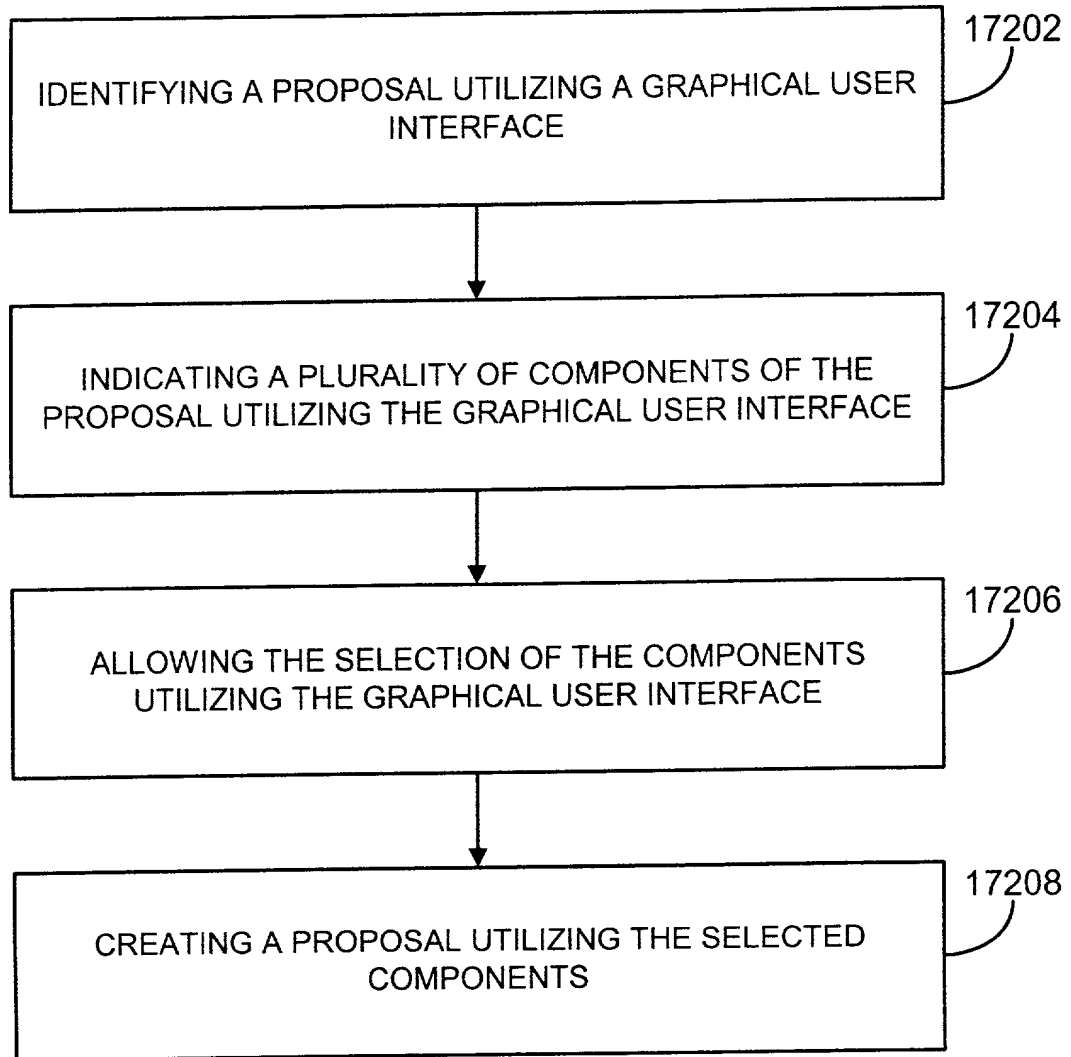 17202
IDENTIFYING A PROPOSAL UTILIZING A GRAPHICAL USER
INTERFACE
17204
INDICATING A PLURALITY OF COMPONENTS OF THE
PROPOSAL UTILIZING THE GRAPHICAL USER INTERFACE
17206
ALLOWING THE SELECTION OF THE COMPONENTS
UTILIZING THE GRAPHICAL USER INTERFACE
17208
CREATING A PROPOSAL UTILIZING THE SELECTED
COMPONENTS